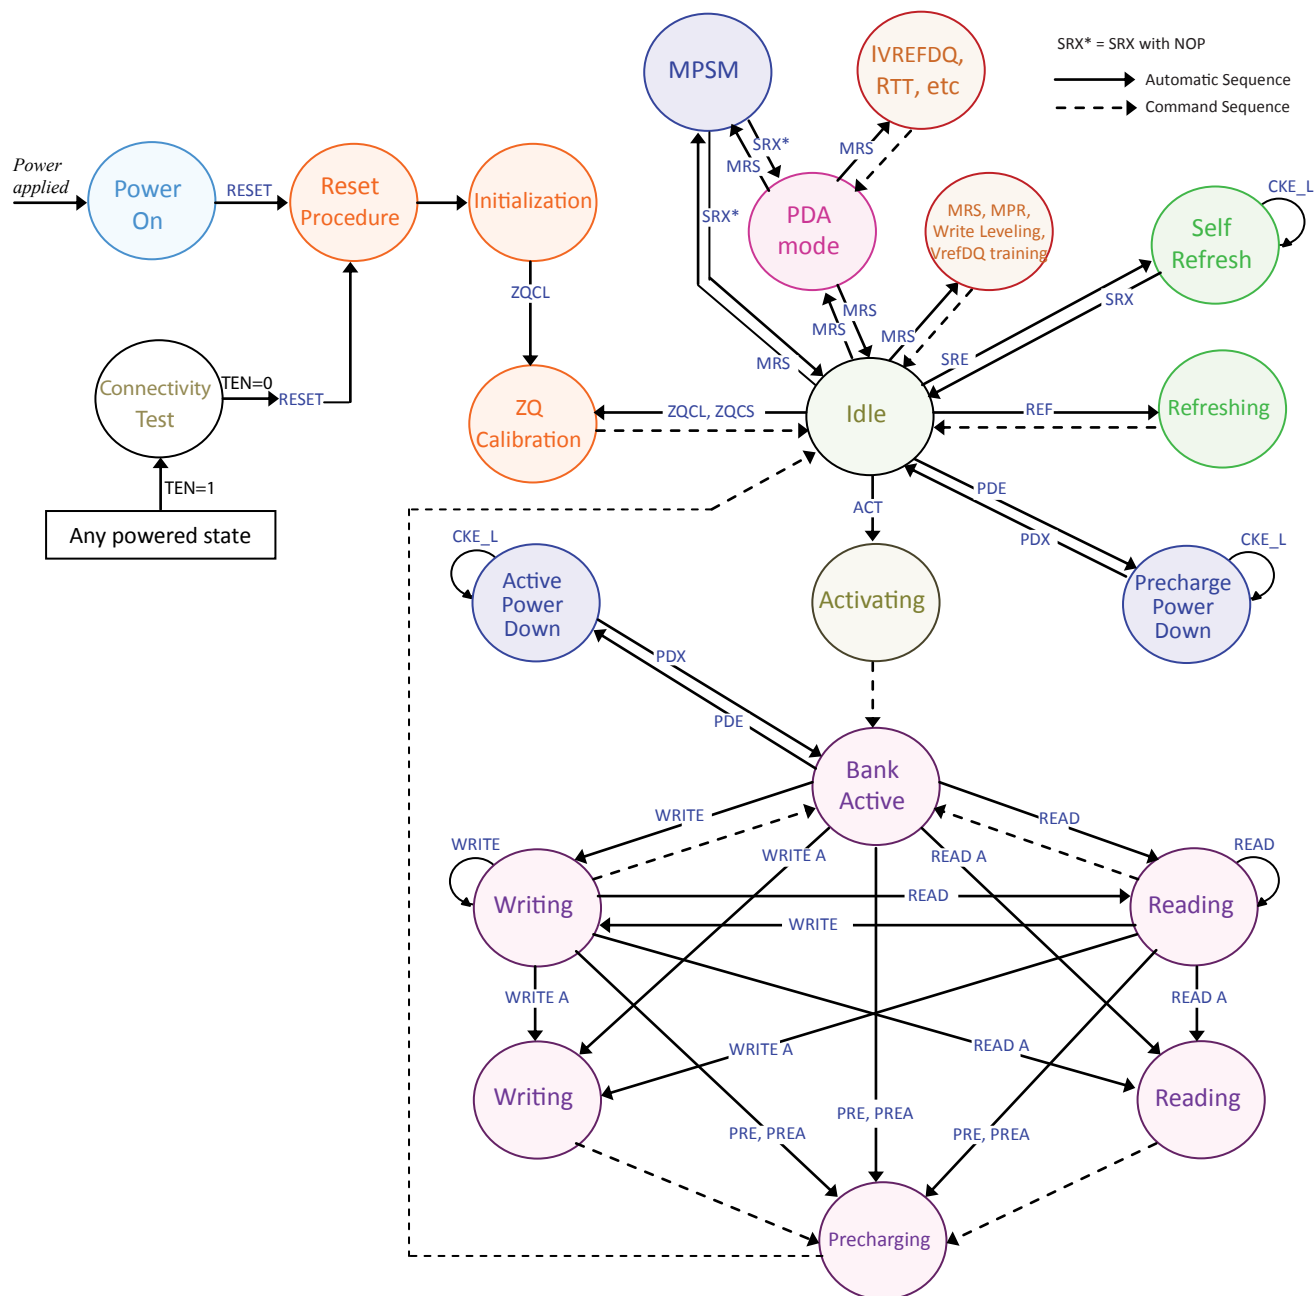 MPSM
IVREFDQ,
RTT, etc
SRX* = SRX with NOP
Automatic Sequence
Command Sequence
SRX*
MRS
MRS
Power
applied
Power
On
RESET
Reset
Procedure
Initialization
SRX*
PDA
mode
MRS, MPR,
Write Leveling,
VrefDQ training
CKE_L
Self
Refresh
ZQCL
MRS
MRS
MRS
MRS
SRE
SRX
Connectivity
Test
TEN=0
RESET
ZQ
Calibration
ZQCL, ZQCS
Idle
REF
Refreshing
TEN=1
Any powered state
ACT
PDE
PDX
CKE_L
Active
Power
Down
Activating
CKE_L
Precharge
Power
Down
PDX
PDE
Bank
Active
WRITE
READ
WRITE
WRITE A
READ A
READ
Writing
READ
WRITE
Reading
WRITE A
READ A
WRITE A
READ A
Writing
Reading
PRE, PREA
PRE, PREA
PRE, PREA
Precharging